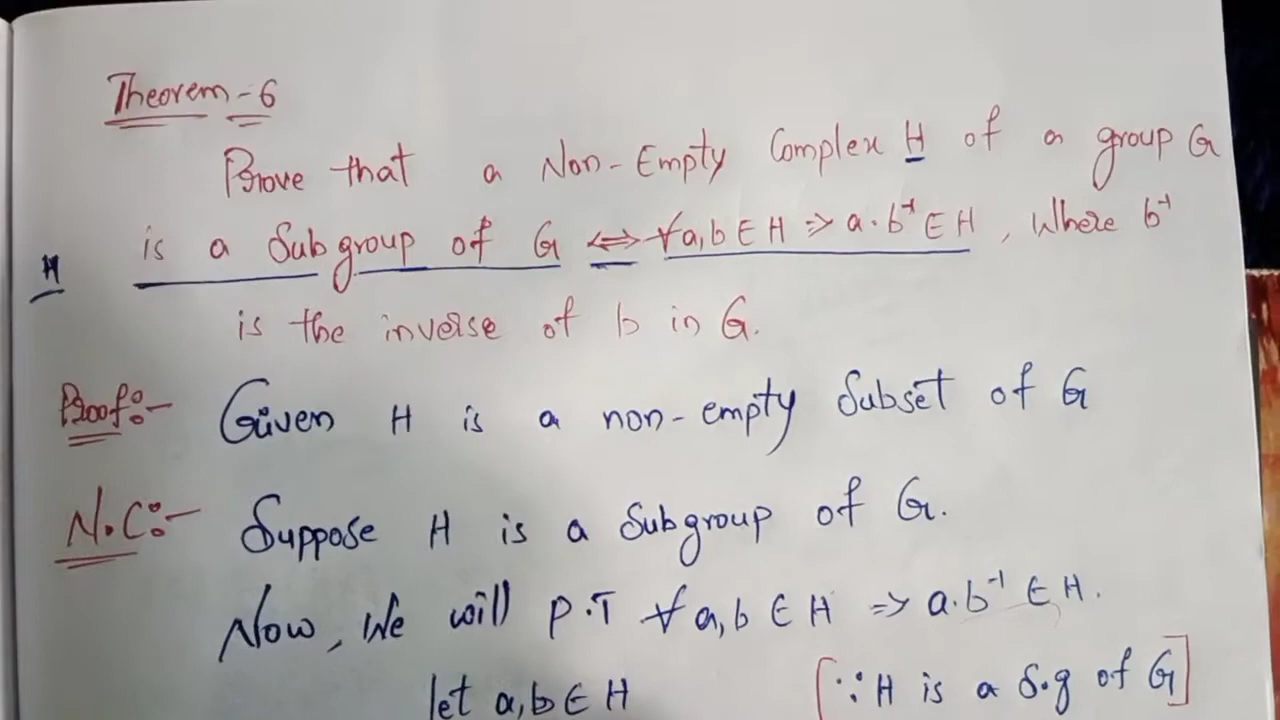 Theorem-6
Prove that a Non-Empty Complex H of a group G
H is a Subgroup of G ⇔ ∀a,b∈H ⇒ a·b⁻¹∈H, Where b⁻¹
is the inverse of b in G.
Proof:- Given H is a non-empty Subset of G
N.C:- Suppose H is a Subgroup of G.
Now, We will P.T ∀ a,b ∈ H ⇒ a.b⁻¹ ∈ H.
let a,b ∈ H [∵ H is a S.g of G]